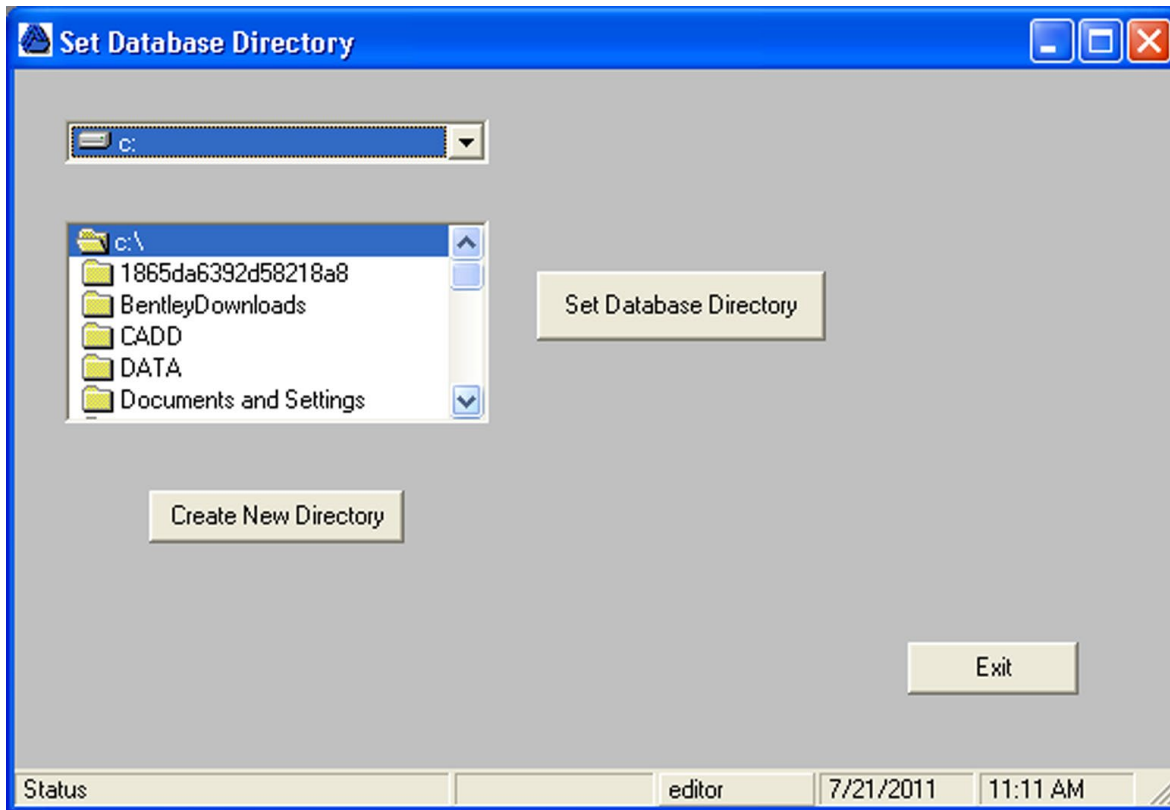 Set Database Directory
c:
c:\
1865da6392d58218a8
BentleyDownloads
CADD
DATA
Documents and Settings
Set Database Directory
Create New Directory
Exit
Status editor 7/21/2011 11:11 AM